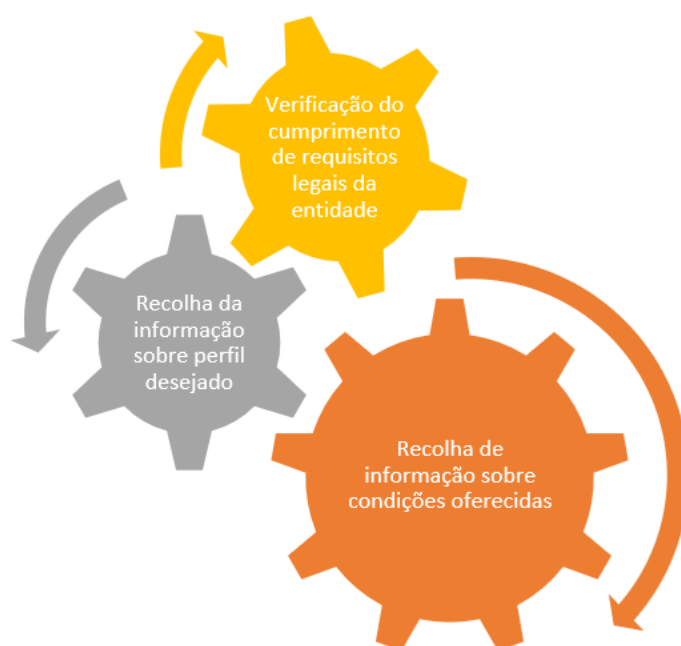 Verificação do
cumprimento
de requisitos
legais da
entidade
Recolha da
informação
sobre perfil
desejado
Recolha de
informação sobre
condições oferecidas